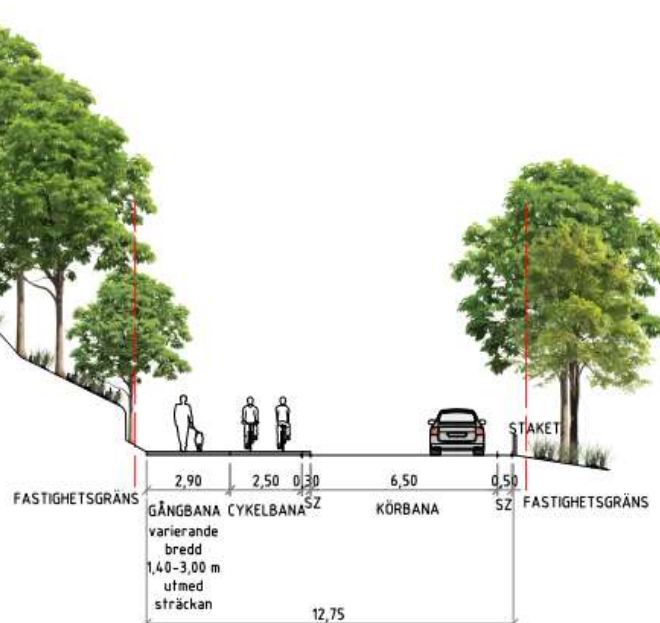 STAKET
2,90
2,50
0,30
6,50
0,50
FASTIGHETSGRÄNS
GÅNGBANA
varierande
bredd
1,40-3,00 m
utmed
sträckan
CYKELBANA
SZ
KÖRBANA
SZ
FASTIGHETSGRÄNS
12,75